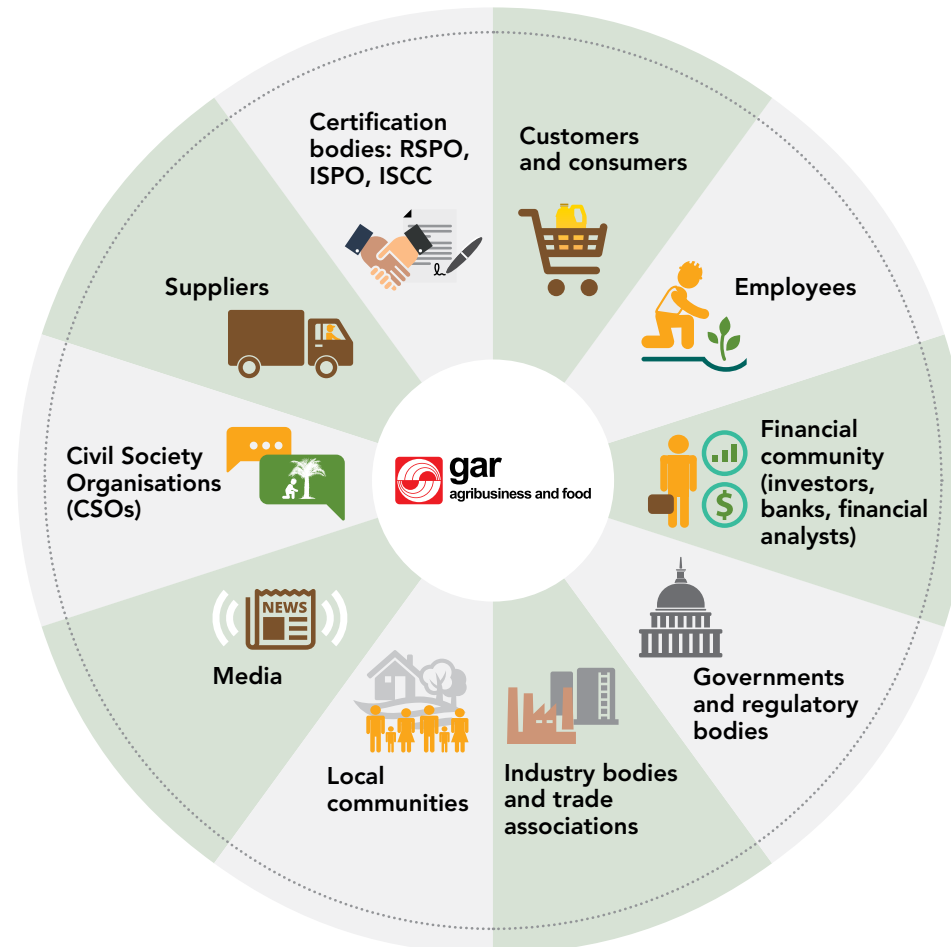 Certification
bodies: RSPO,
ISPO, ISCC
Customers
and consumers
Employees
Financial
community
(investors,
banks, financial
analysts)
Governments
and regulatory
bodies
Industry bodies
and trade
associations
Local
communities
Media
NEWS
Civil Society
Organisations
(CSOs)
Suppliers
gar
agribusiness and food
$